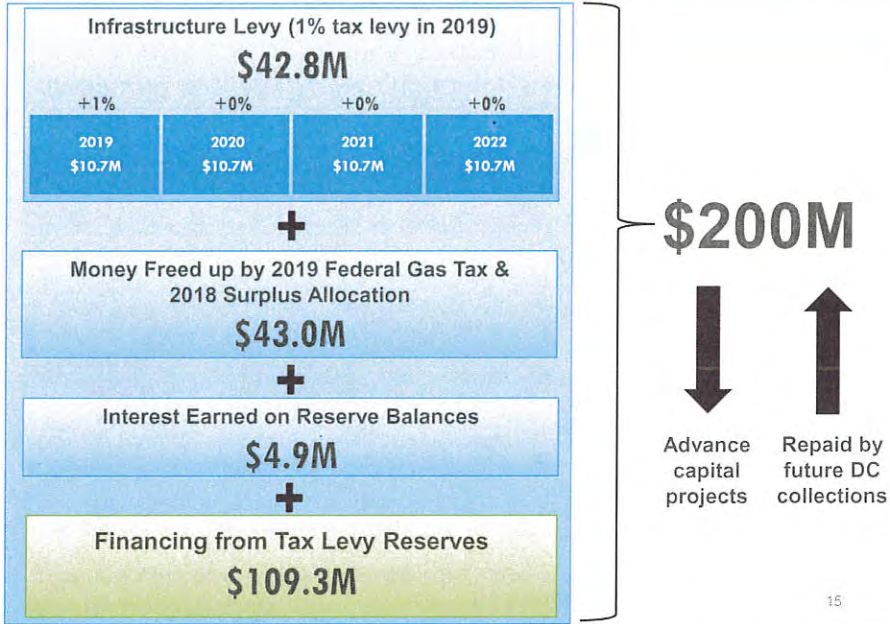 Infrastructure Levy (1% tax levy in 2019)
$42.8M
+1% +0% +0% +0%
2019 2020 2021 2022
$10.7M $10.7M $10.7M $10.7M
+
Money Freed up by 2019 Federal Gas Tax &
2018 Surplus Allocation
$43.0M
+
Interest Earned on Reserve Balances
$4.9M
+
Financing from Tax Levy Reserves
$109.3M
$200M
Advance
capital
projects
Repaid by
future DC
collections
15